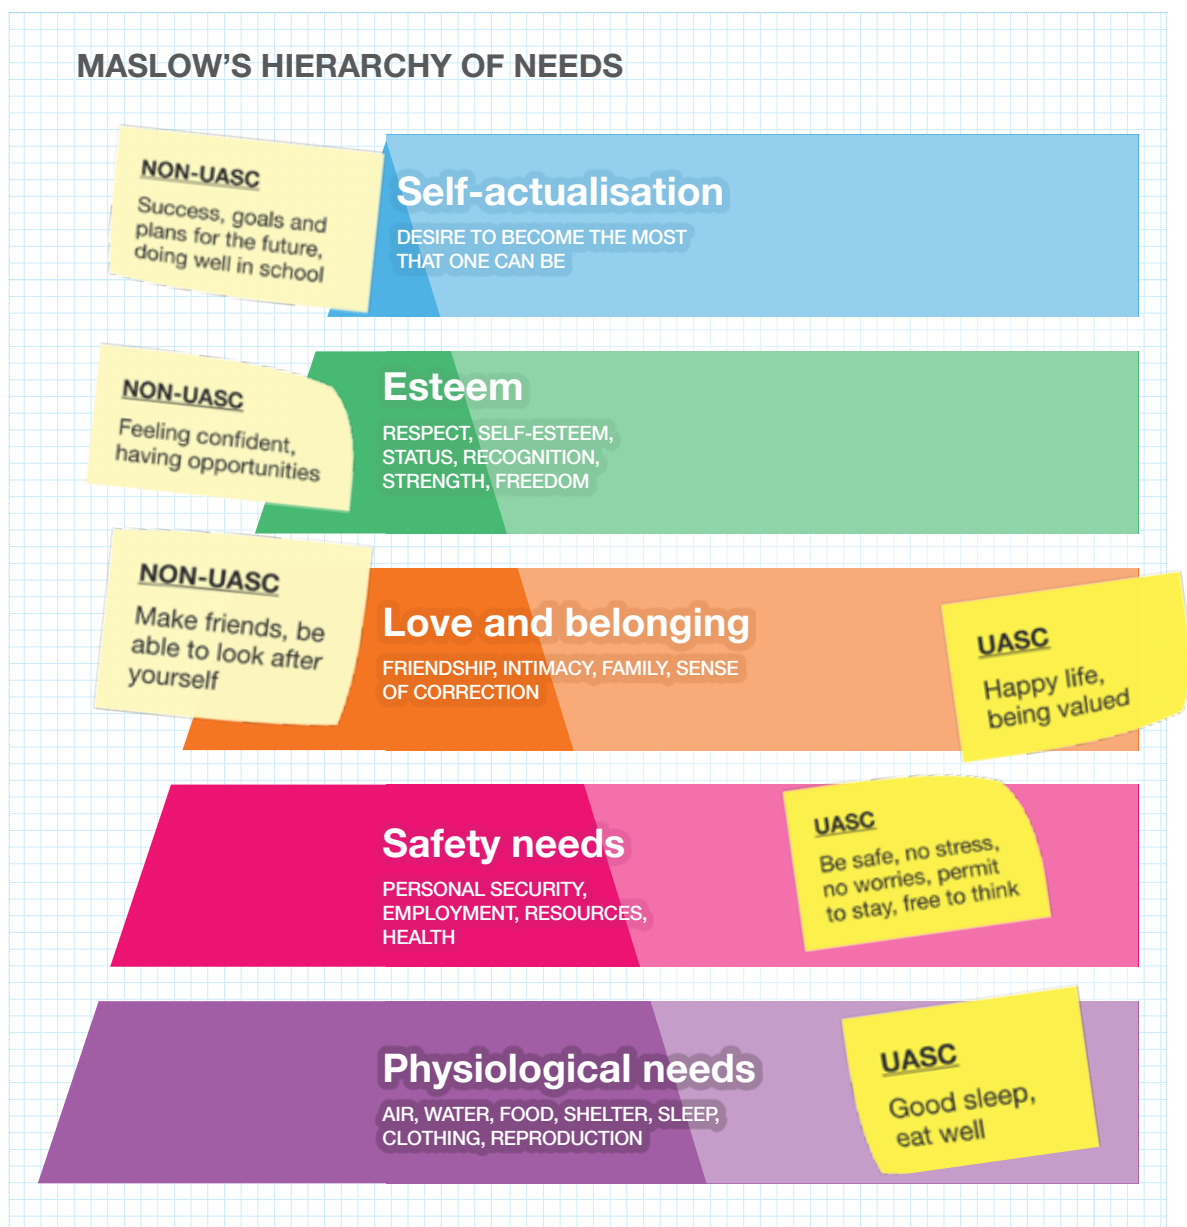 MASLOW'S HIERARCHY OF NEEDS
NON-UASC
Success, goals and
plans for the future,
doing well in school
Self-actualisation
DESIRE TO BECOME THE MOST
THAT ONE CAN BE
NON-UASC
Feeling confident,
having opportunities
Esteem
RESPECT, SELF-ESTEEM,
STATUS, RECOGNITION,
STRENGTH, FREEDOM
NON-UASC
Make friends, be
able to look after
yourself
Love and belonging
FRIENDSHIP, INTIMACY, FAMILY, SENSE
OF CORRECTION
UASC
Happy life,
being valued
Safety needs
PERSONAL SECURITY,
EMPLOYMENT, RESOURCES,
HEALTH
UASC
Be safe, no stress,
no worries, permit
to stay, free to think
Physiological needs
AIR, WATER, FOOD, SHELTER, SLEEP,
CLOTHING, REPRODUCTION
UASC
Good sleep,
eat well